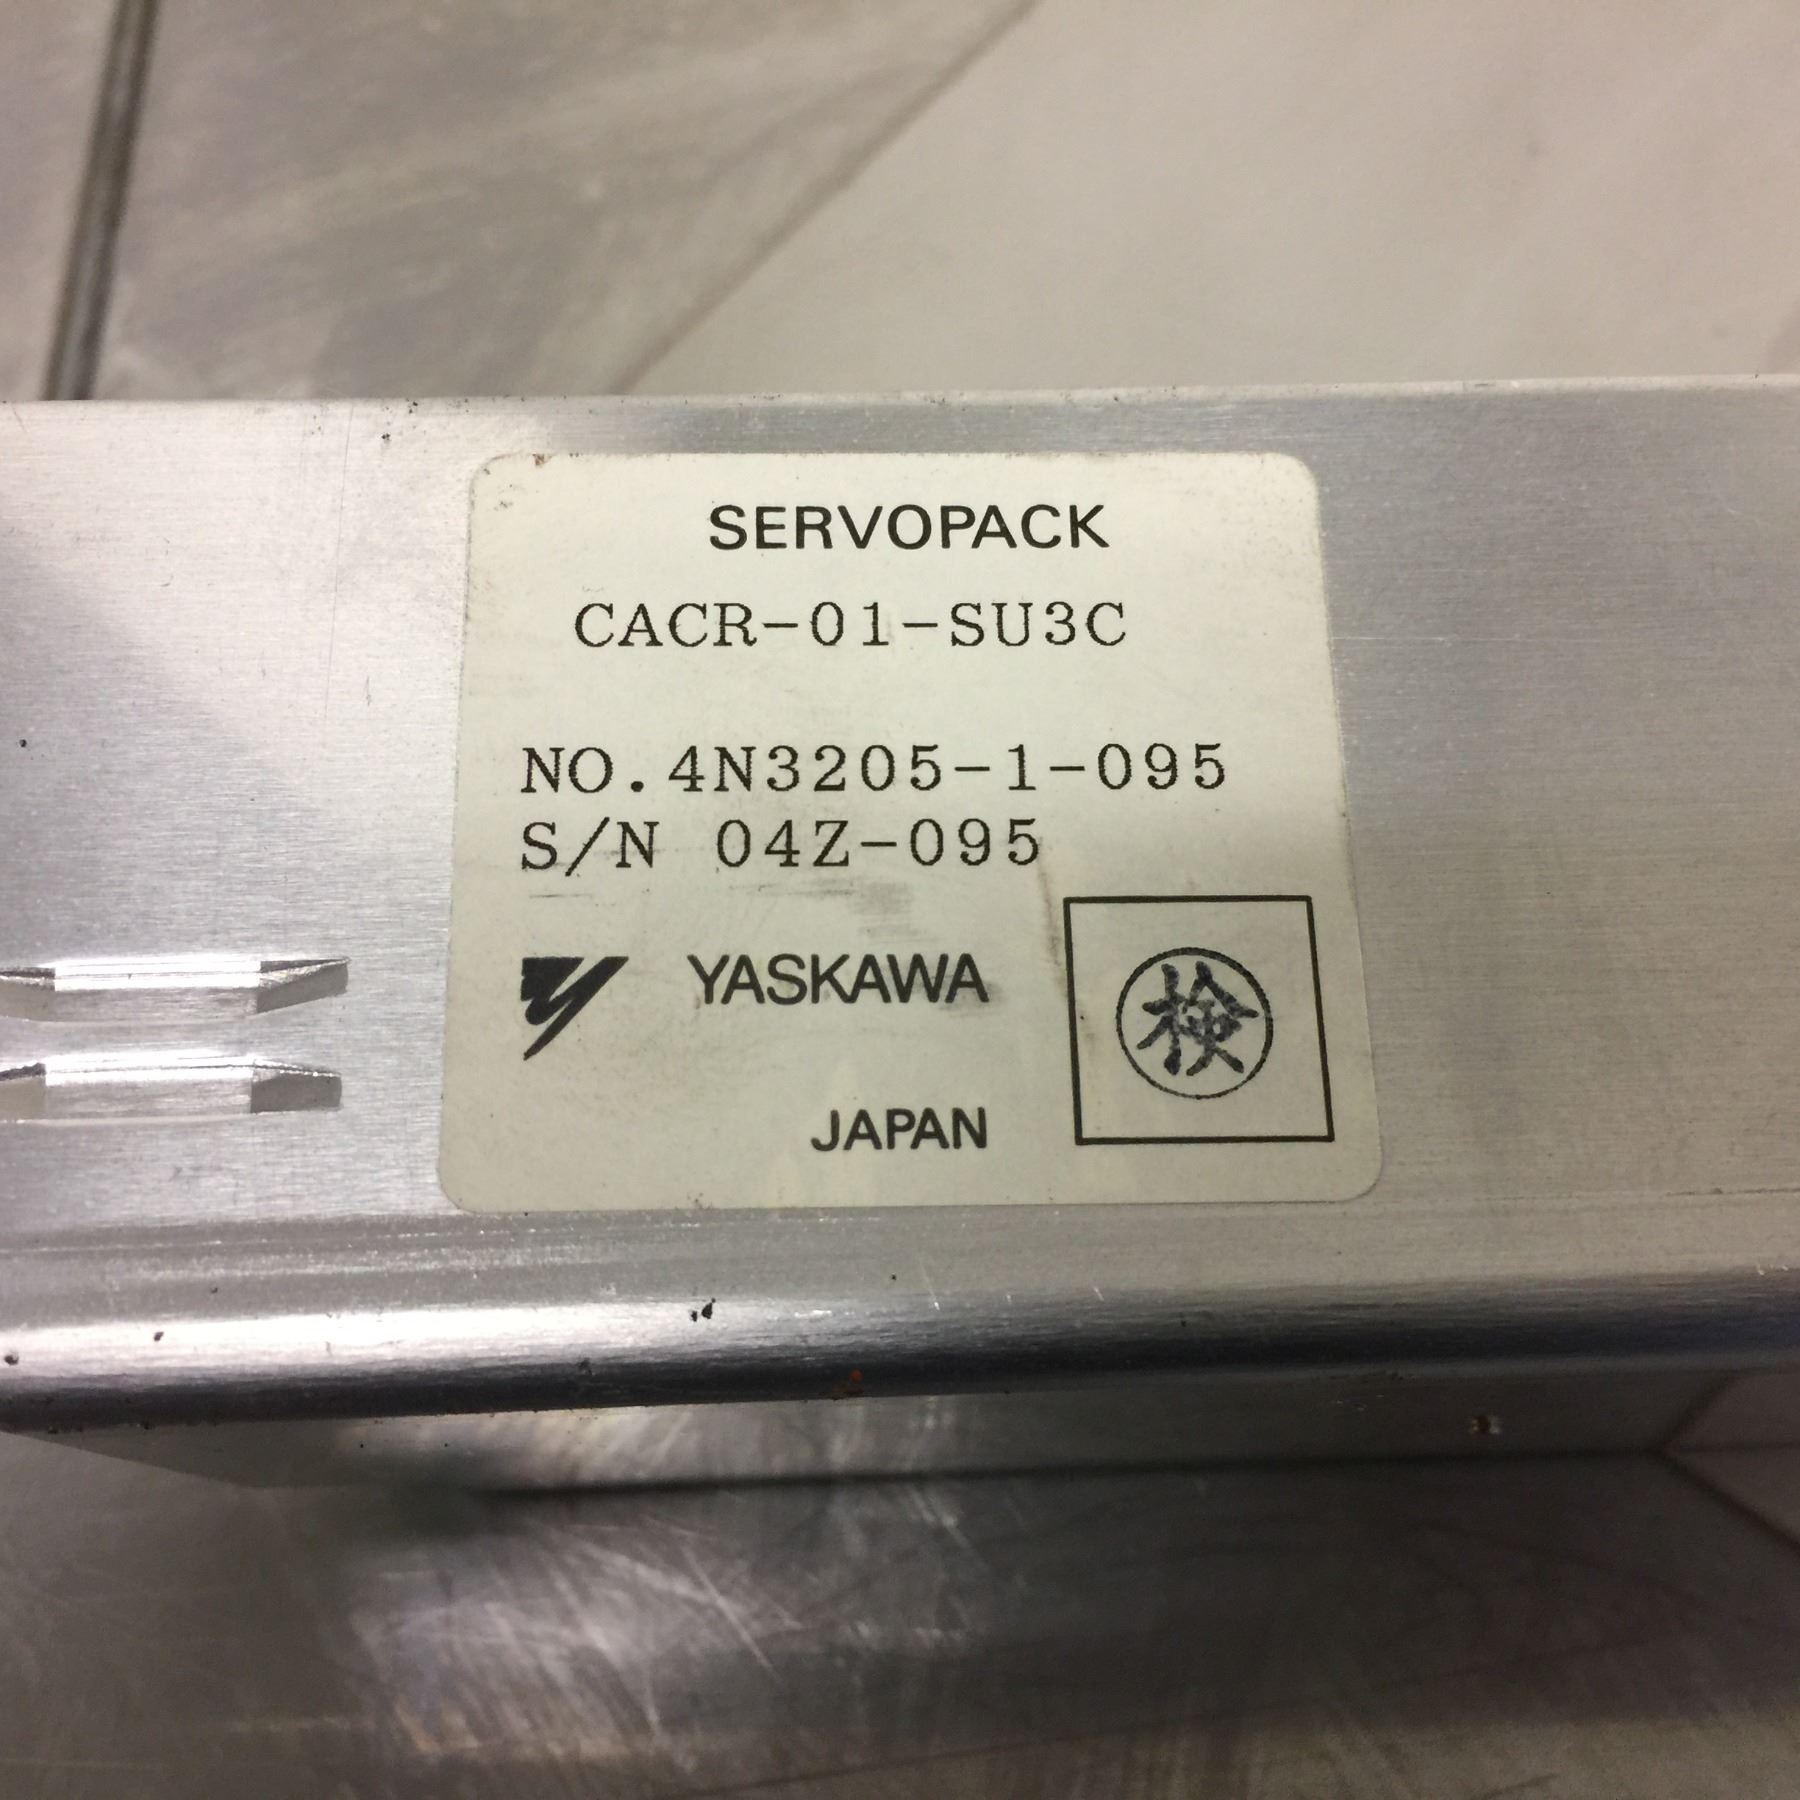 SERVOPACK
CACR-01-SU3C
NO.4N3205-1-095
S/N 04Z-095
YASKAWA
検
JAPAN